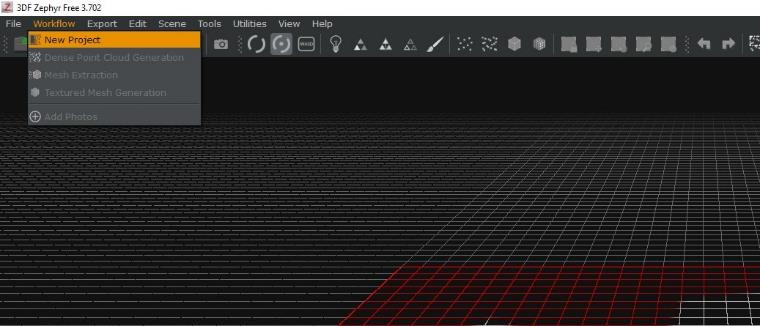 3DF Zephyr Free 3.702
File Workflow Export Edit Scene Tools Utilities View Help
New Project
Dense Point Cloud Generation
Mesh Extraction
Textured Mesh Generation
Add Photos